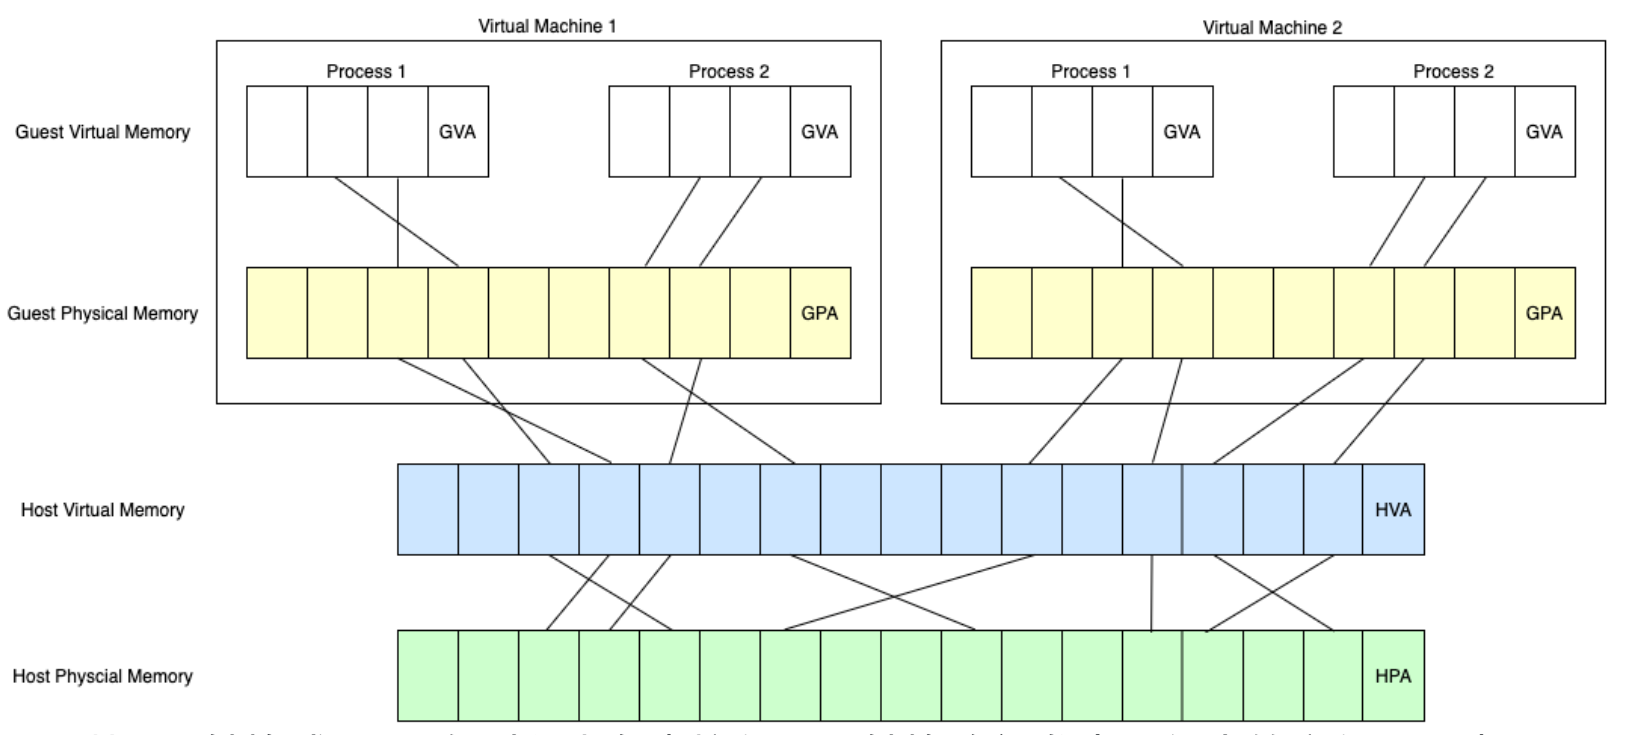 Virtual Machine 1
Virtual Machine 2
Process 1
Process 2
Process 1
Process 2
Guest Virtual Memory
GVA
GVA
GVA
GVA
Guest Physical Memory
GPA
GPA
Host Virtual Memory
HVA
Host Physcial Memory
HPA